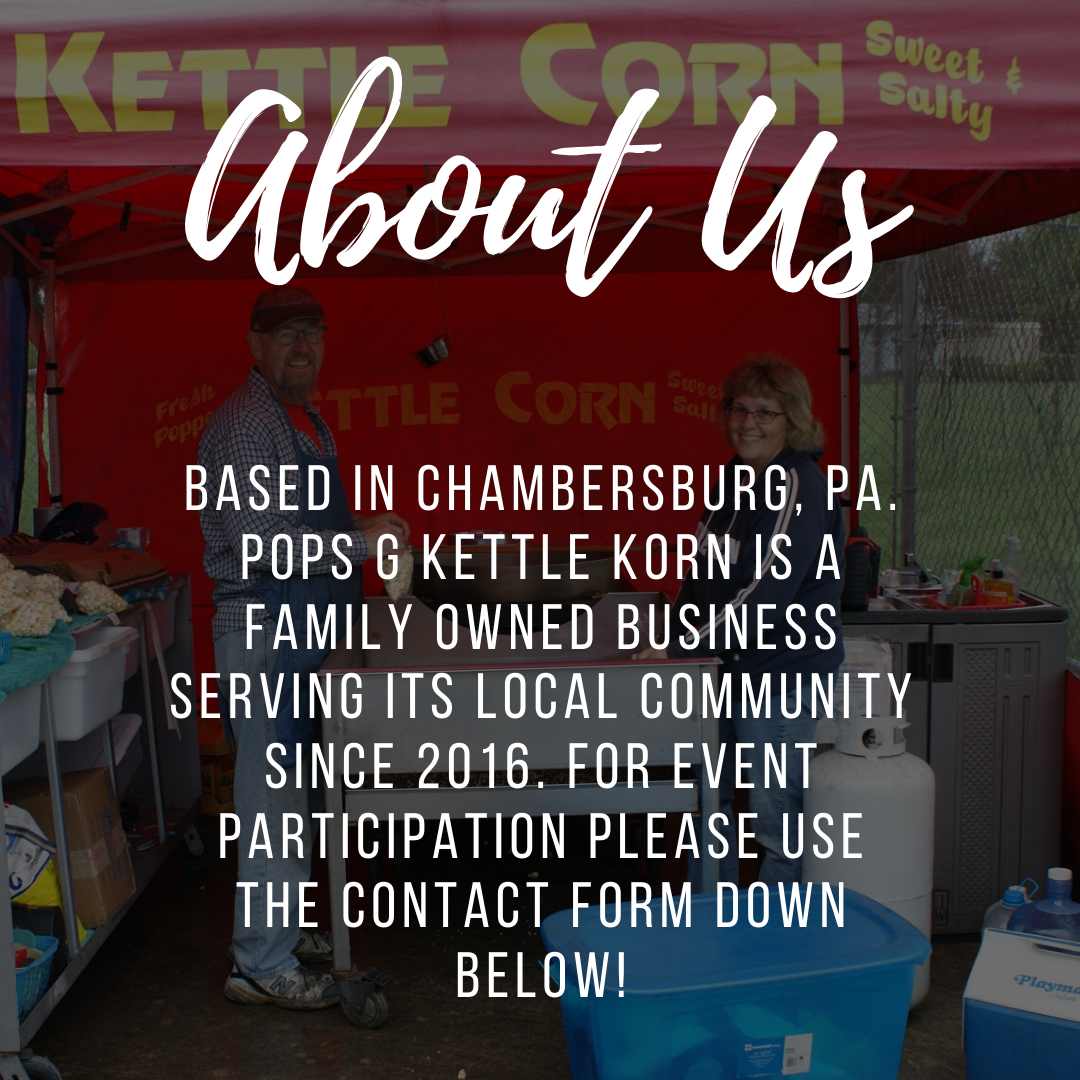 KETTLE CORN Sweet &
Salty
About Us
Fresh KETTLE CORN Sweet
Popped Salt
BASED IN CHAMBERSBURG, PA.
POPS G KETTLE KORN IS A
FAMILY OWNED BUSINESS
SERVING ITS LOCAL COMMUNITY
SINCE 2016. FOR EVENT
PARTICIPATION PLEASE USE
THE CONTACT FORM DOWN
BELOW!
Playma